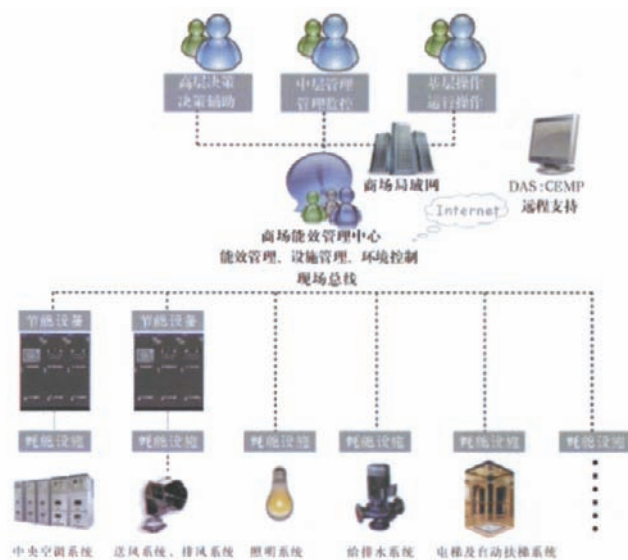 高层决策
决策辅助
中层管理
管理监控
基层操作
运行操作
商场局域网
DAS:CEMP
远程支持
Internet
商场能效管理中心
能效管理、设施管理、环境控制
现场总线
节能设备
节能设备
耗能设施
耗能设施
耗能设施
耗能设施
耗能设施
耗能设施
中央空调系统
送风系统、排风系统
照明系统
给排水系统
电梯及自动扶梯系统